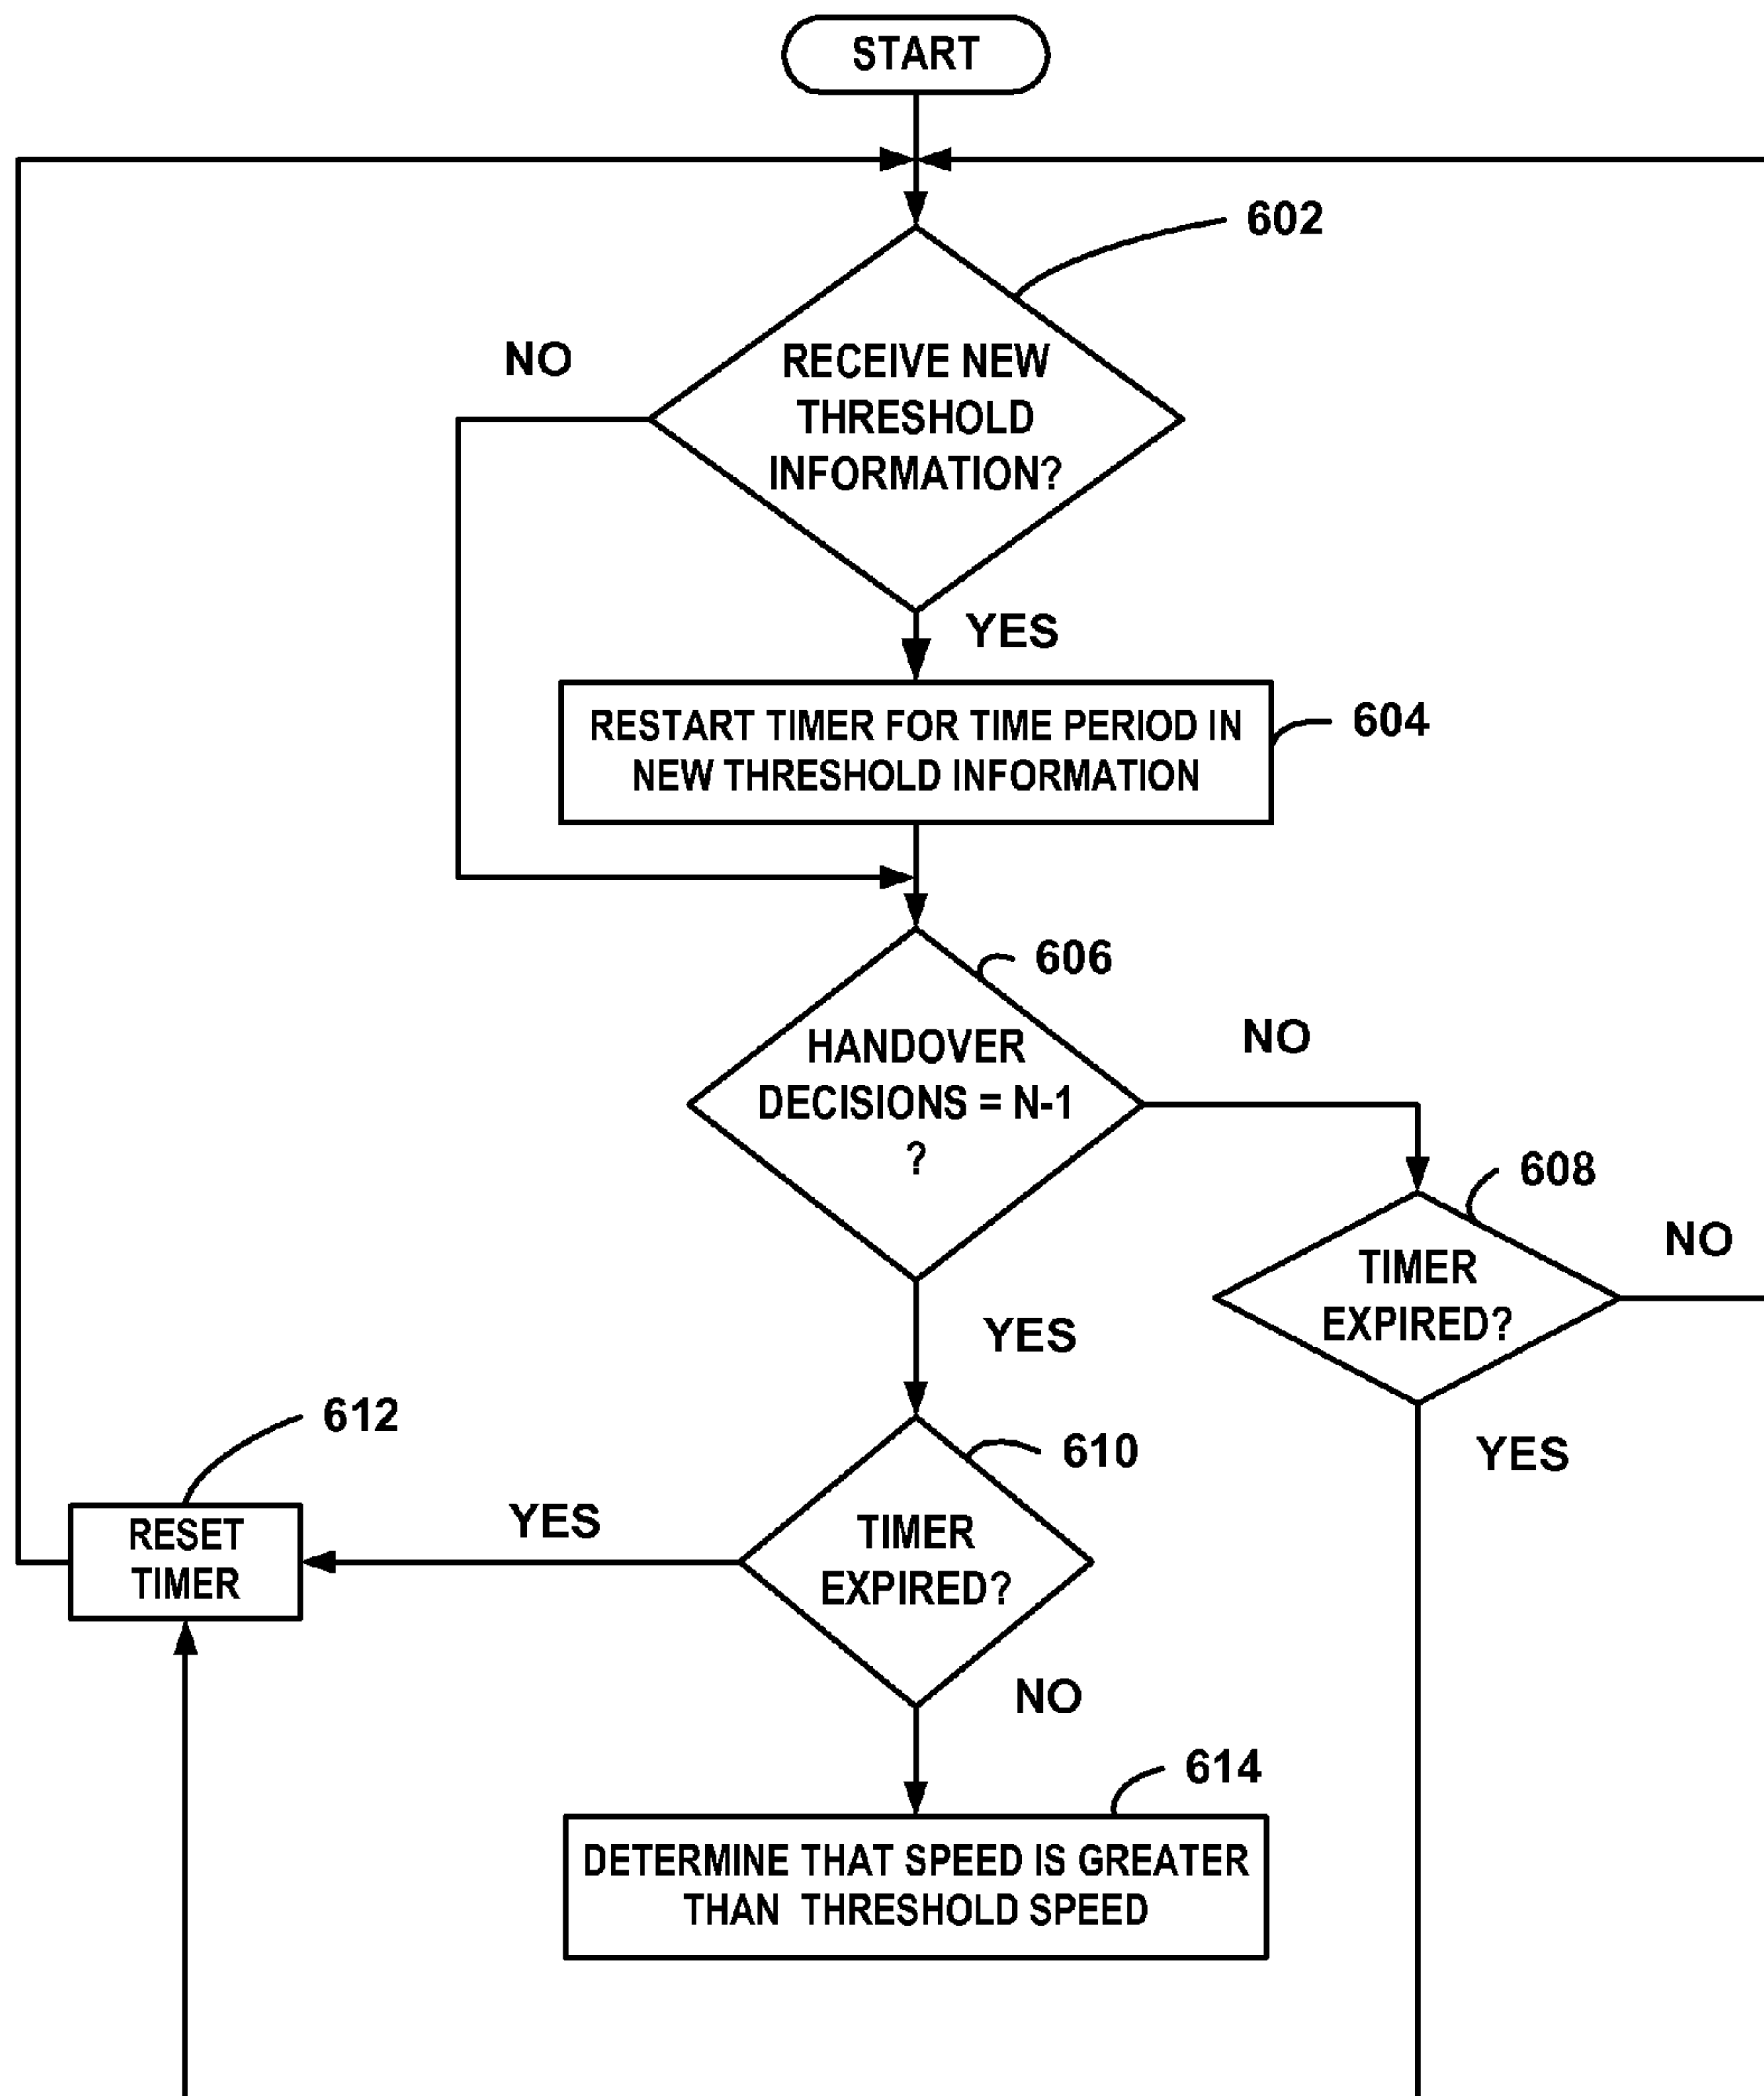 START
602
NO
RECEIVE NEW
THRESHOLD
INFORMATION?
YES
RESTART TIMER FOR TIME PERIOD IN
NEW THRESHOLD INFORMATION
604
606
HANDOVER
DECISIONS = N-1
?
NO
608
TIMER
EXPIRED?
NO
YES
YES
612
610
RESET
TIMER
YES
TIMER
EXPIRED?
NO
614
DETERMINE THAT SPEED IS GREATER
THAN THRESHOLD SPEED